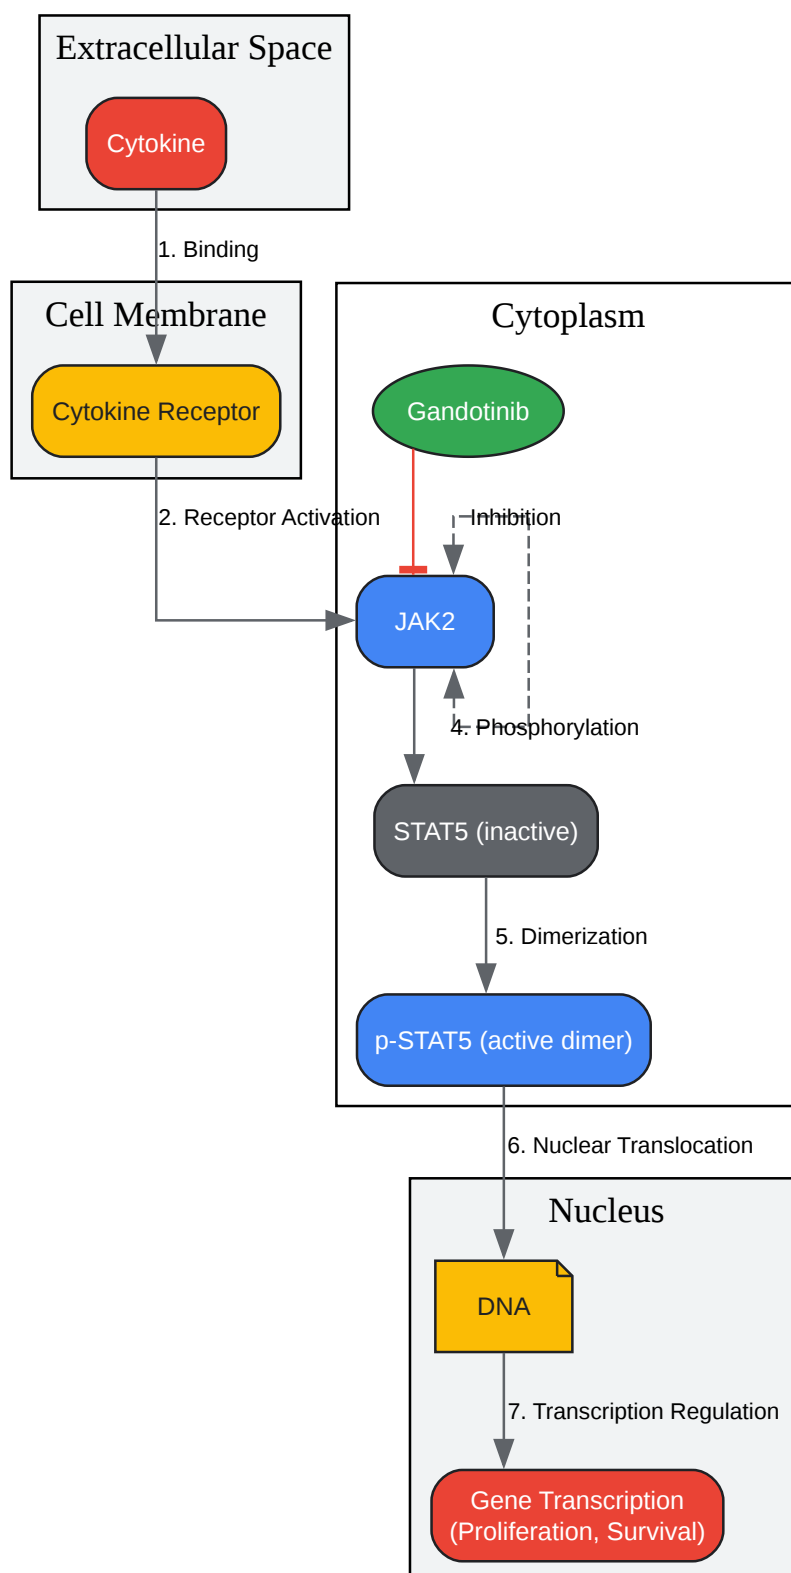 Extracellular Space
Cytokine
1. Binding
Cell Membrane
Cytokine Receptor
2. Receptor Activation
Cytoplasm
Gandotinib
Inhibition
JAK2
4. Phosphorylation
STAT5 (inactive)
5. Dimerization
p-STAT5 (active dimer)
6. Nuclear Translocation
Nucleus
DNA
7. Transcription Regulation
Gene Transcription
(Proliferation, Survival)